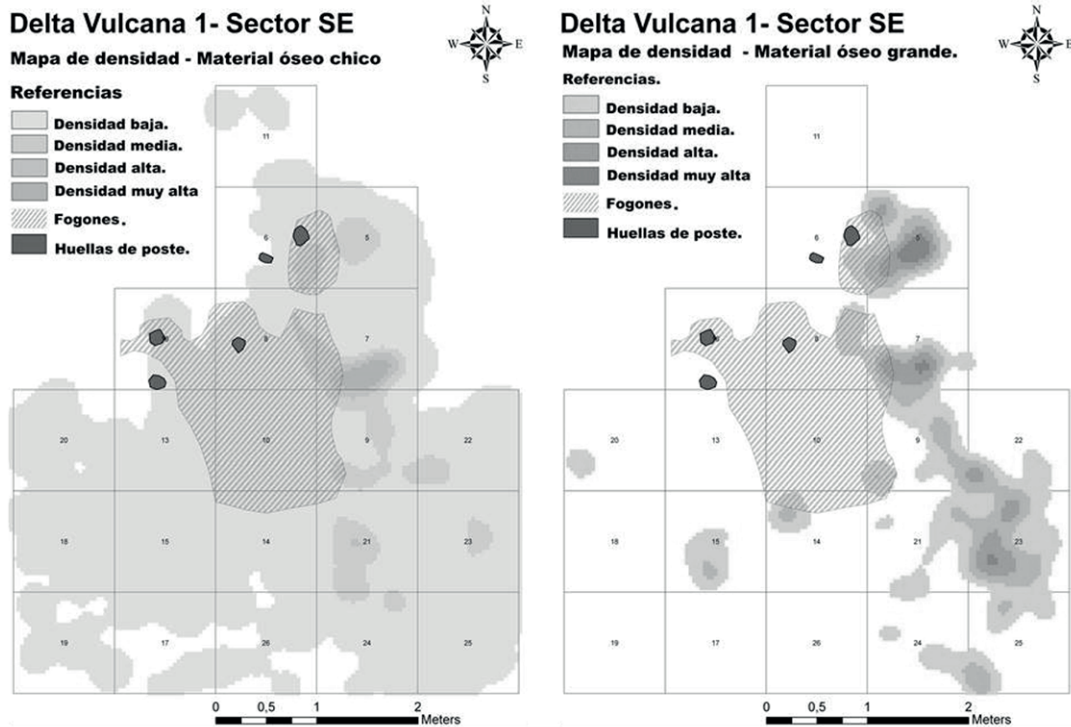 Delta Vulcana 1- Sector SE
Mapa de densidad - Material óseo chico
N
W E
S
Referencias
Densidad baja.
Densidad media.
Densidad alta.
Densidad muy alta
Fogones.
Huellas de poste.
11
6 5
8 7
20 13 10 9 22
18 15 14 21 23
19 17 26 24 25
0 0,5 1 2
Meters
Delta Vulcana 1- Sector SE
Mapa de densidad - Material óseo grande.
N
W E
S
Referencias.
Densidad baja.
Densidad media.
Densidad alta.
Densidad muy alta
Fogones.
Huellas de poste.
11
6 5
8 7
20 13 10 9 22
18 15 14 21 23
19 17 26 24 25
0 0,5 1 2
Meters